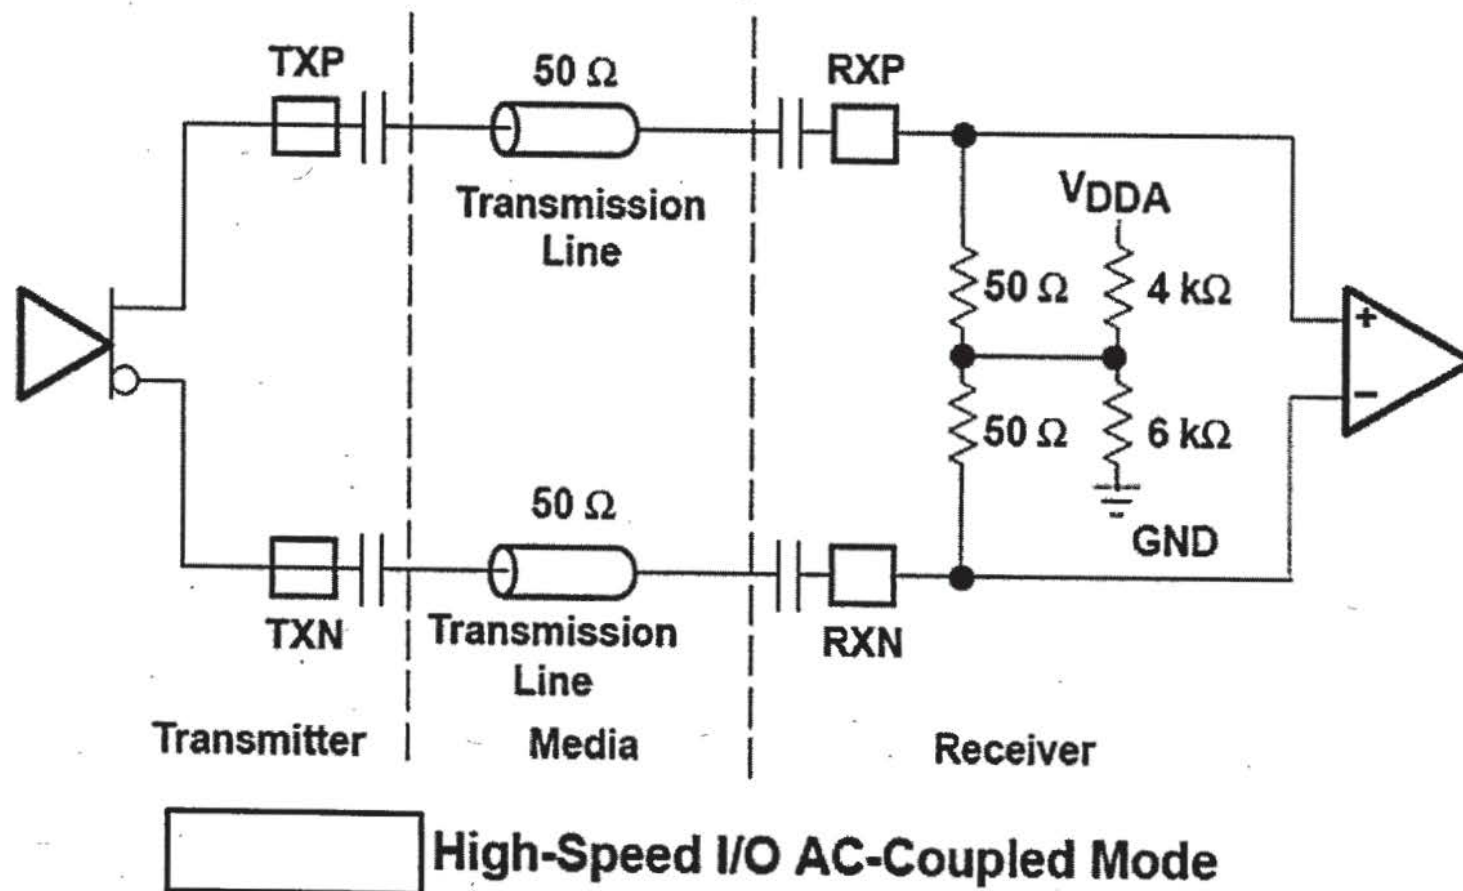 TXP
50 Ω
RXP
Transmission
Line
VDDA
50 Ω
4 kΩ
+
50 Ω
6 kΩ
−
50 Ω
GND
TXN
Transmission
Line
RXN
Transmitter
Media
Receiver
High-Speed I/O AC-Coupled Mode